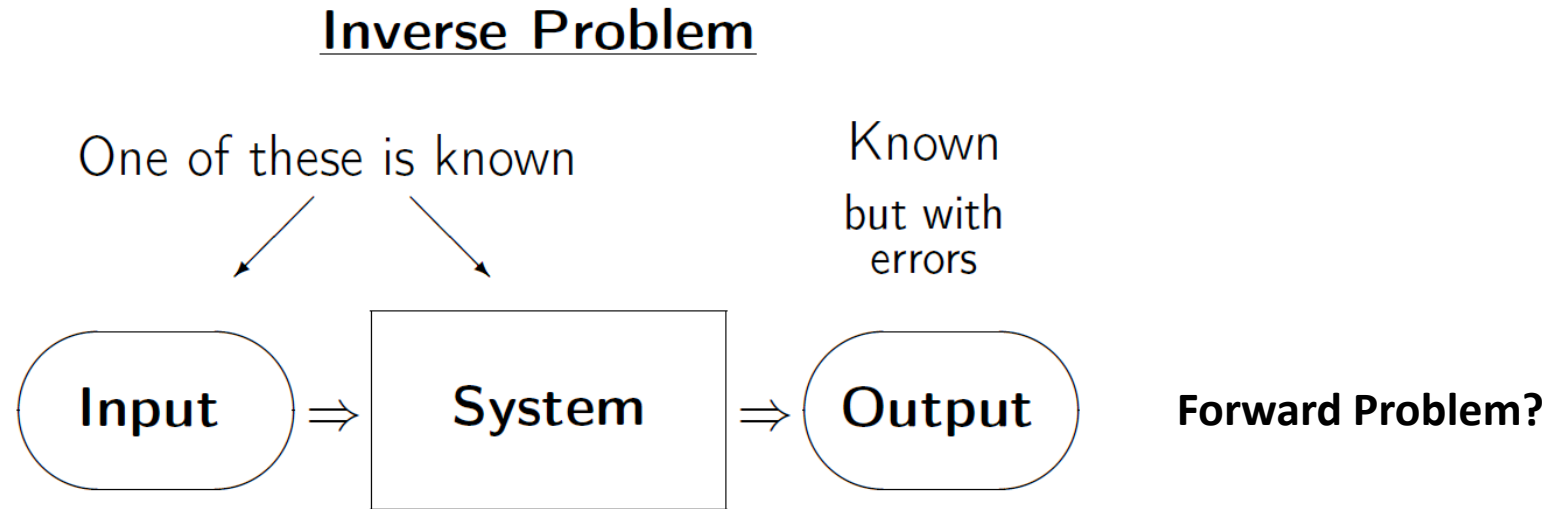 Inverse Problem
One of these is known
Known
but with
errors
Input ⇒ System ⇒ Output
Forward Problem?